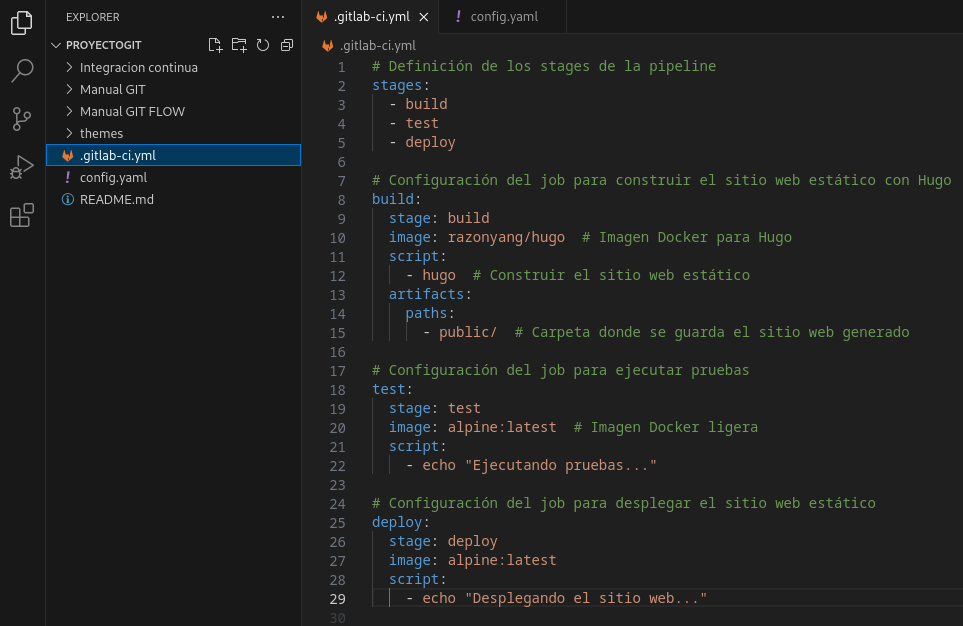 EXPLORER
PROYECTOGIT
Integracion continua
Manual GIT
Manual GIT FLOW
themes
.gitlab-ci.yml
config.yaml
README.md
.gitlab-ci.yml
config.yaml
.gitlab-ci.yml
1 # Definición de los stages de la pipeline
2 stages:
3 - build
4 - test
5 - deploy
6
7 # Configuración del job para construir el sitio web estático con Hugo
8 build:
9 stage: build
10 image: razonyang/hugo # Imagen Docker para Hugo
11 script:
12 - hugo # Construir el sitio web estático
13 artifacts:
14 paths:
15 - public/ # Carpeta donde se guarda el sitio web generado
16
17 # Configuración del job para ejecutar pruebas
18 test:
19 stage: test
20 image: alpine:latest # Imagen Docker ligera
21 script:
22 - echo "Ejecutando pruebas..."
23
24 # Configuración del job para desplegar el sitio web estático
25 deploy:
26 stage: deploy
27 image: alpine:latest
28 script:
29 - echo "Desplegando el sitio web..."
30